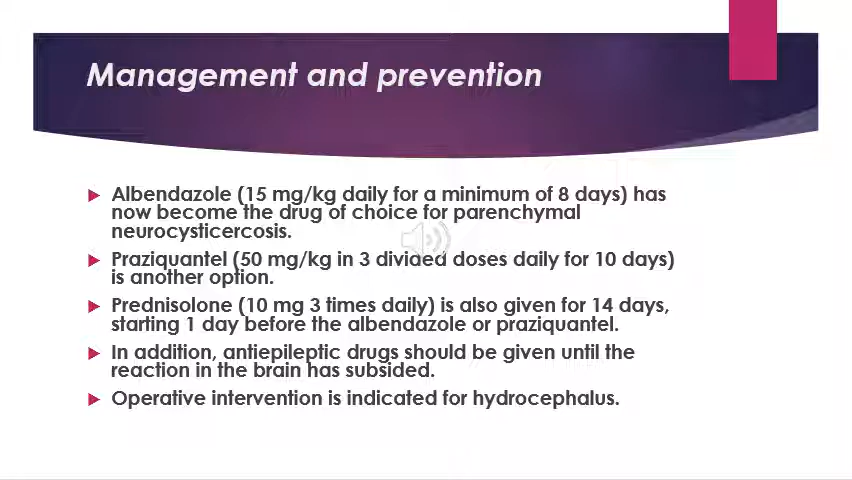 Management and prevention
Albendazole (15 mg/kg daily for a minimum of 8 days) has
now become the drug of choice for parenchymal
neurocysticercosis.
Praziquantel (50 mg/kg in 3 divided doses daily for 10 days)
is another option.
Prednisolone (10 mg 3 times daily) is also given for 14 days,
starting 1 day before the albendazole or praziquantel.
In addition, antiepileptic drugs should be given until the
reaction in the brain has subsided.
Operative intervention is indicated for hydrocephalus.